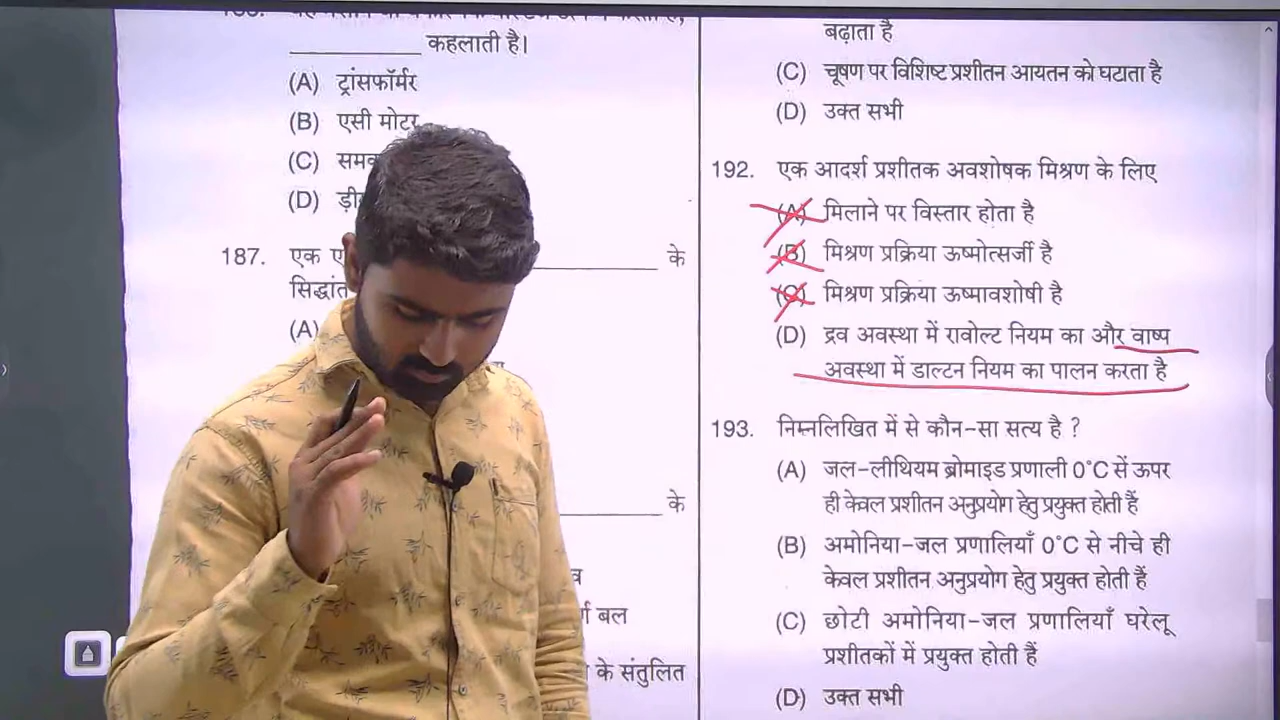 कहलाती है।
(A) ट्रांसफॉर्मर
(B) एसी मोटर
(C)
(D)
187. एक के
सिद्धांत
(A)
के
बल
के संतुलित
बढ़ाता है
(C) चूषण पर विशिष्ट प्रशीतन आयतन को घटाता है
(D) उक्त सभी
192. एक आदर्श प्रशीतक अवशोषक मिश्रण के लिए
(A) मिलाने पर विस्तार होता है
(B) मिश्रण प्रक्रिया ऊष्मोत्सर्जी है
(C) मिश्रण प्रक्रिया ऊष्मावशोषी है
(D) द्रव अवस्था में रावोल्ट नियम का और वाष्प
अवस्था में डाल्टन नियम का पालन करता है
193. निम्नलिखित में से कौन-सा सत्य है ?
(A) जल-लीथियम ब्रोमाइड प्रणाली 0°C से ऊपर
ही केवल प्रशीतन अनुप्रयोग हेतु प्रयुक्त होती हैं
(B) अमोनिया-जल प्रणालियाँ 0°C से नीचे ही
केवल प्रशीतन अनुप्रयोग हेतु प्रयुक्त होती हैं
(C) छोटी अमोनिया-जल प्रणालियाँ घरेलू
प्रशीतकों में प्रयुक्त होती हैं
(D) उक्त सभी